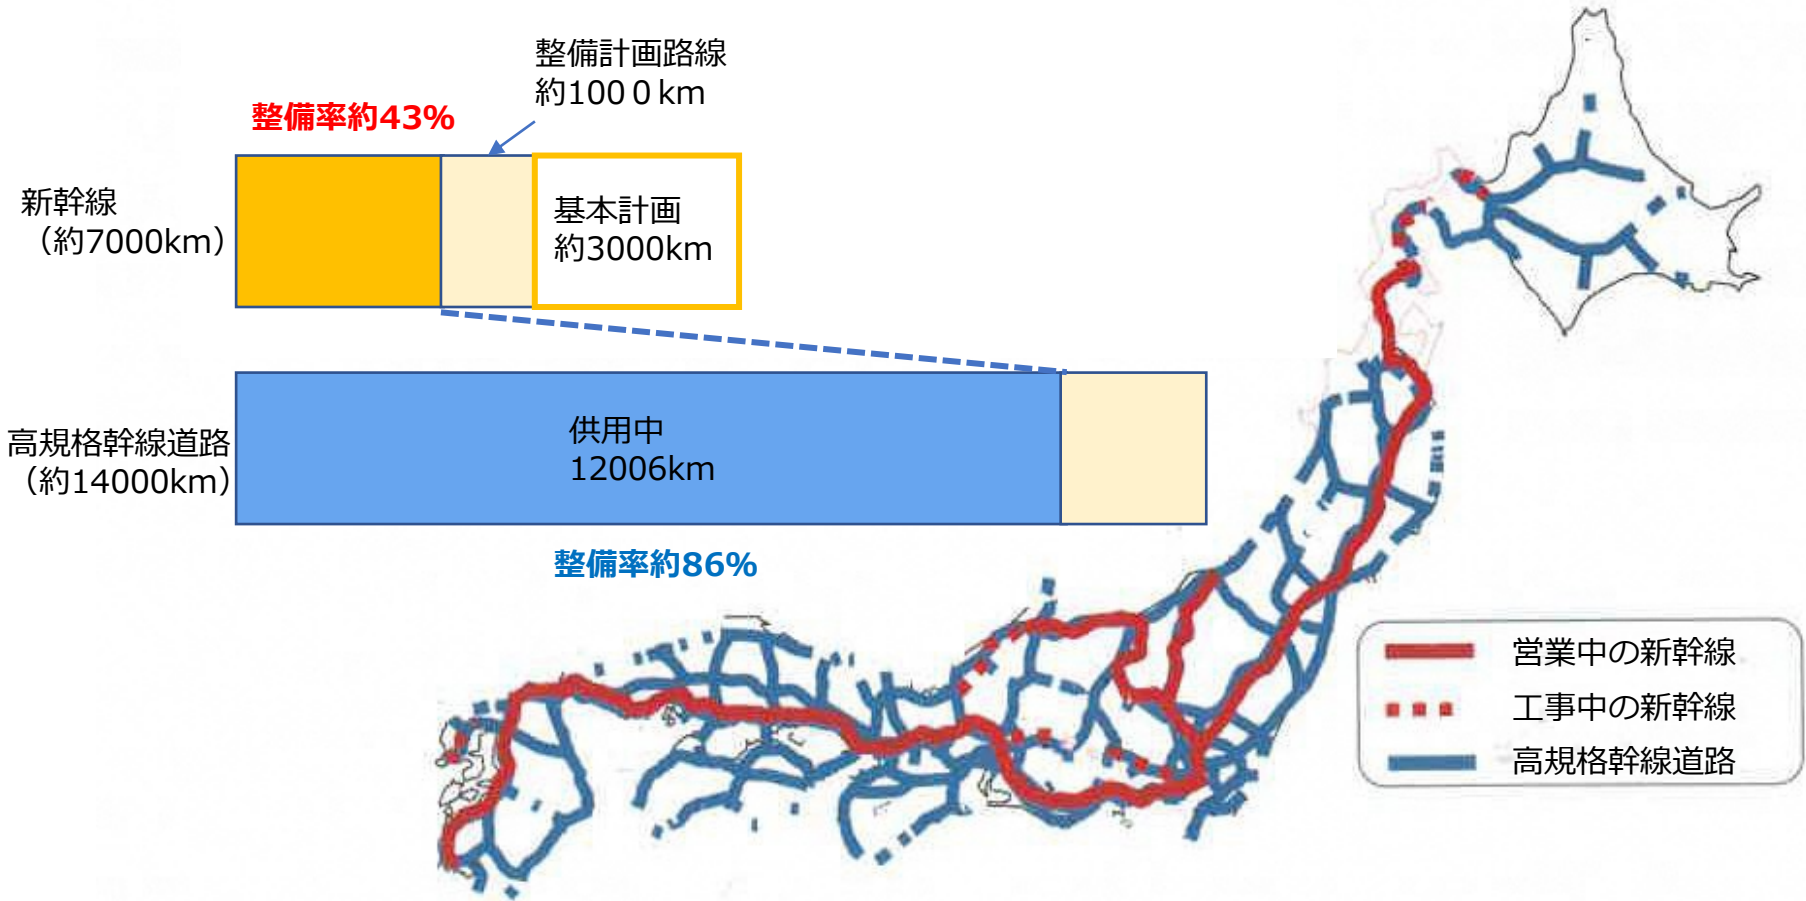 整備計画路線
約100０km
整備率約43%
新幹線
（約7000km）
基本計画
約3000km
高規格幹線道路
（約14000km）
供用中
12006km
整備率約86%
営業中の新幹線
工事中の新幹線
高規格幹線道路